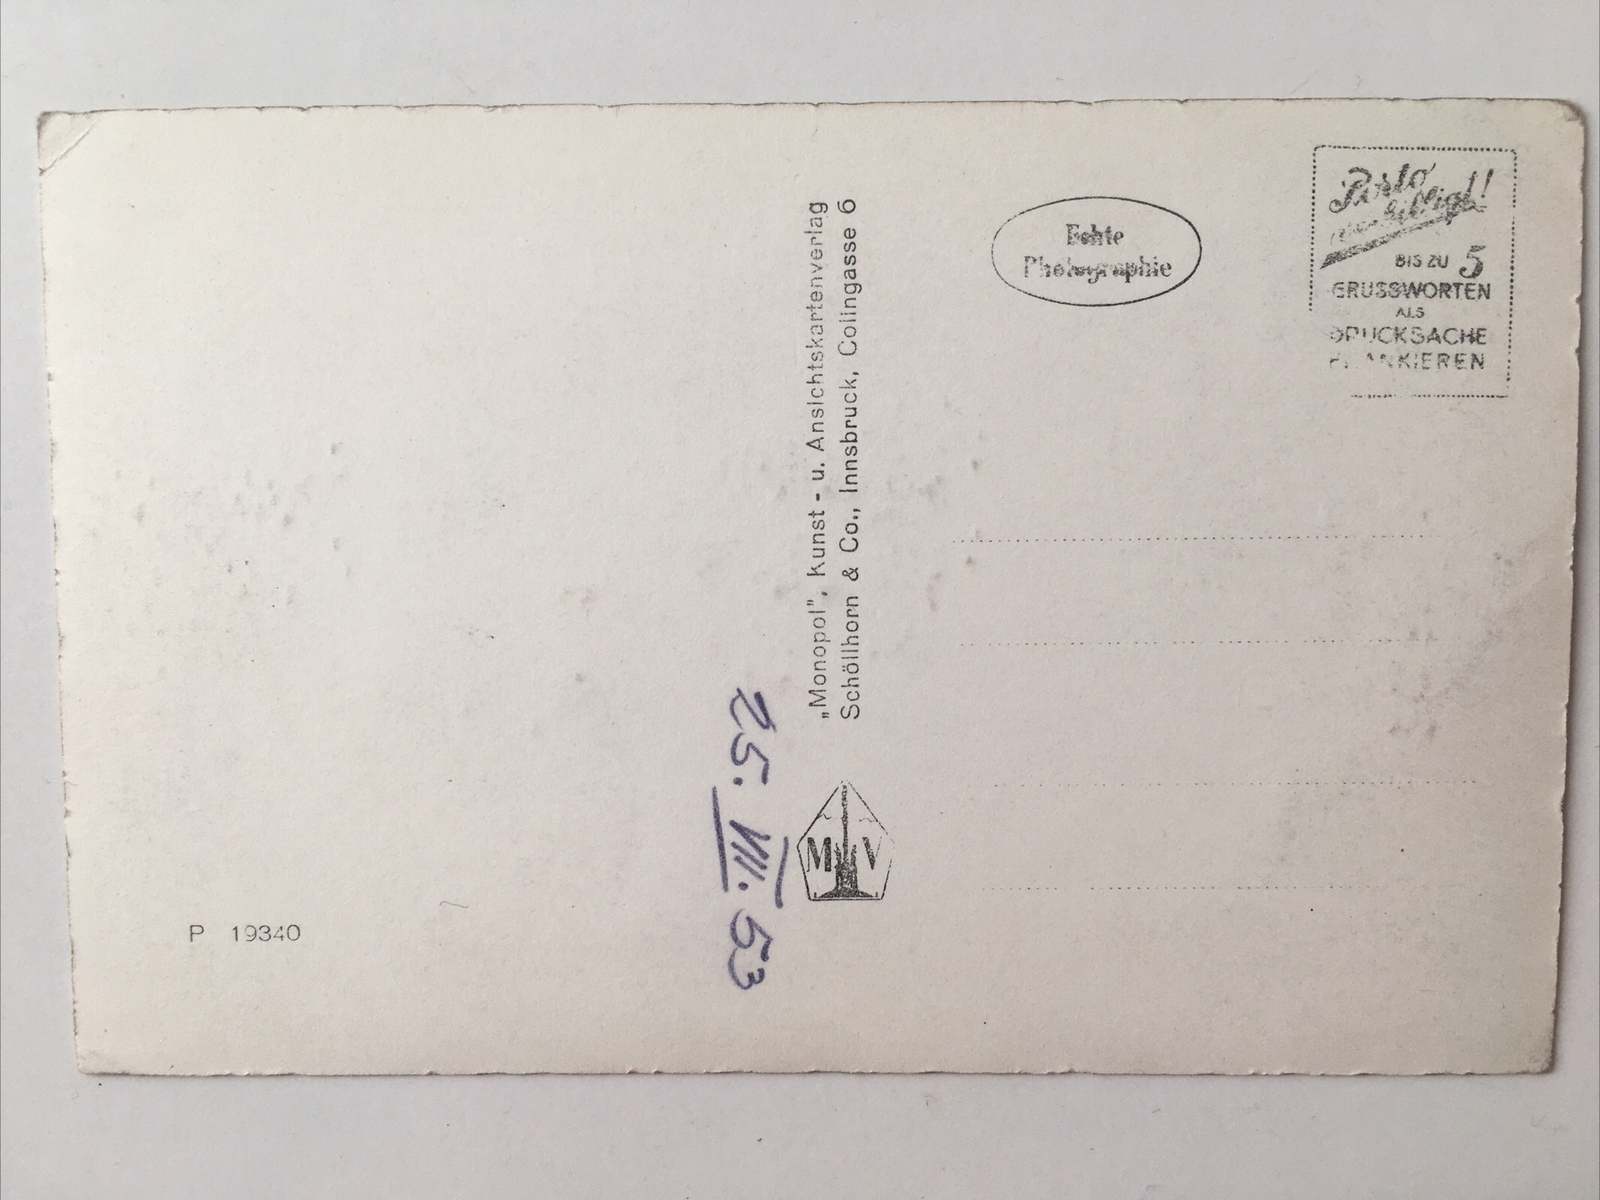 "Monopol", Kunst - u. Ansichtskartenverlag
Schöllhorn & Co., Innsbruck, Colingasse 6
25. VII. 53
M V
P 19340
Echte
Photographie
Porto
BIS ZU 5
GRUSSWORTEN
ALS
DRUCKSACHE
FRANKIEREN